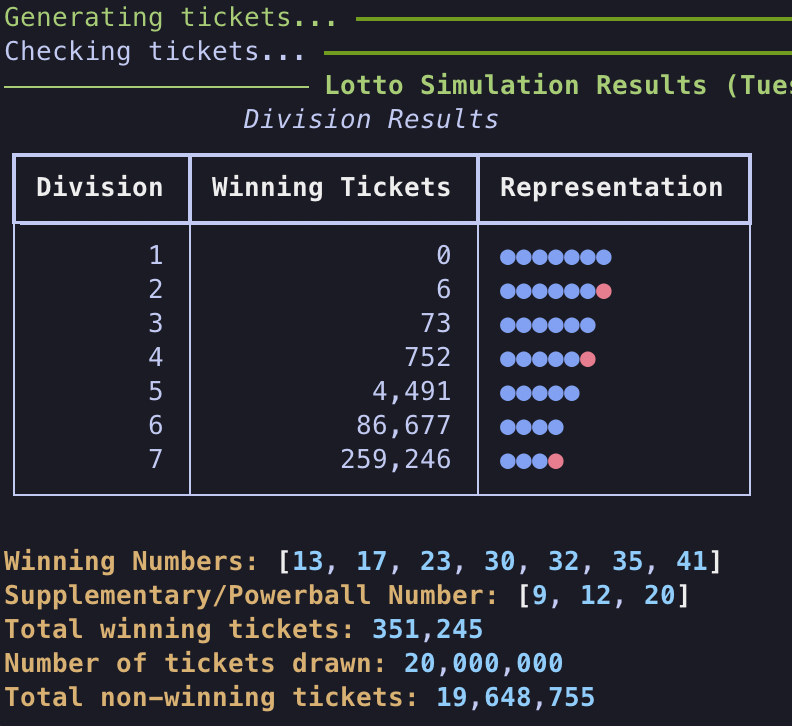 Generating tickets...
Checking tickets...
Lotto Simulation Results (Tues
Division Results
Division Winning Tickets Representation
1 0 ●●●●●●●
2 6 ●●●●●●●
3 73 ●●●●●●
4 752 ●●●●●●
5 4,491 ●●●●●
6 86,677 ●●●●
7 259,246 ●●●●
Winning Numbers: [13, 17, 23, 30, 32, 35, 41]
Supplementary/Powerball Number: [9, 12, 20]
Total winning tickets: 351,245
Number of tickets drawn: 20,000,000
Total non-winning tickets: 19,648,755